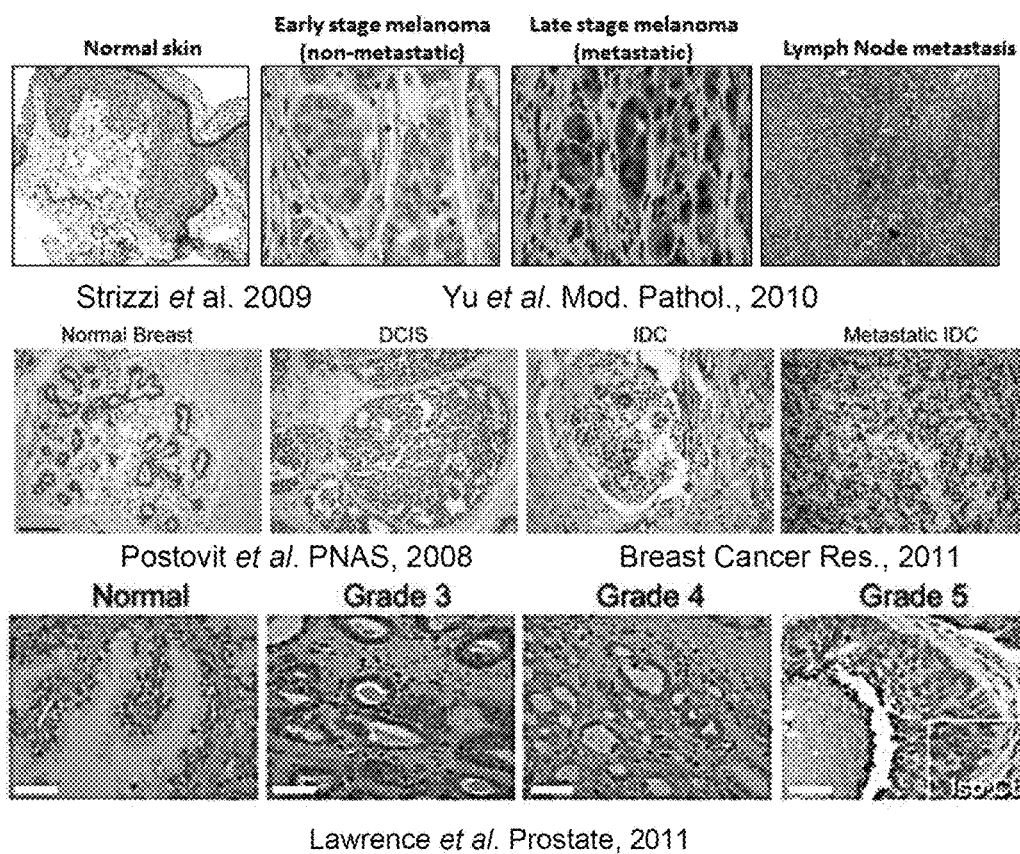 Normal skin
Early stage melanoma
(non-metastatic)
Late stage melanoma
(metastatic)
Lymph Node metastasis
Strizzi et al. 2009
Yu et al. Mod. Pathol., 2010
Normal Breast
DCIS
IDC
Metastatic IDC
Postovit et al. PNAS, 2008
Breast Cancer Res., 2011
Normal
Grade 3
Grade 4
Grade 5
Lawrence et al. Prostate, 2011